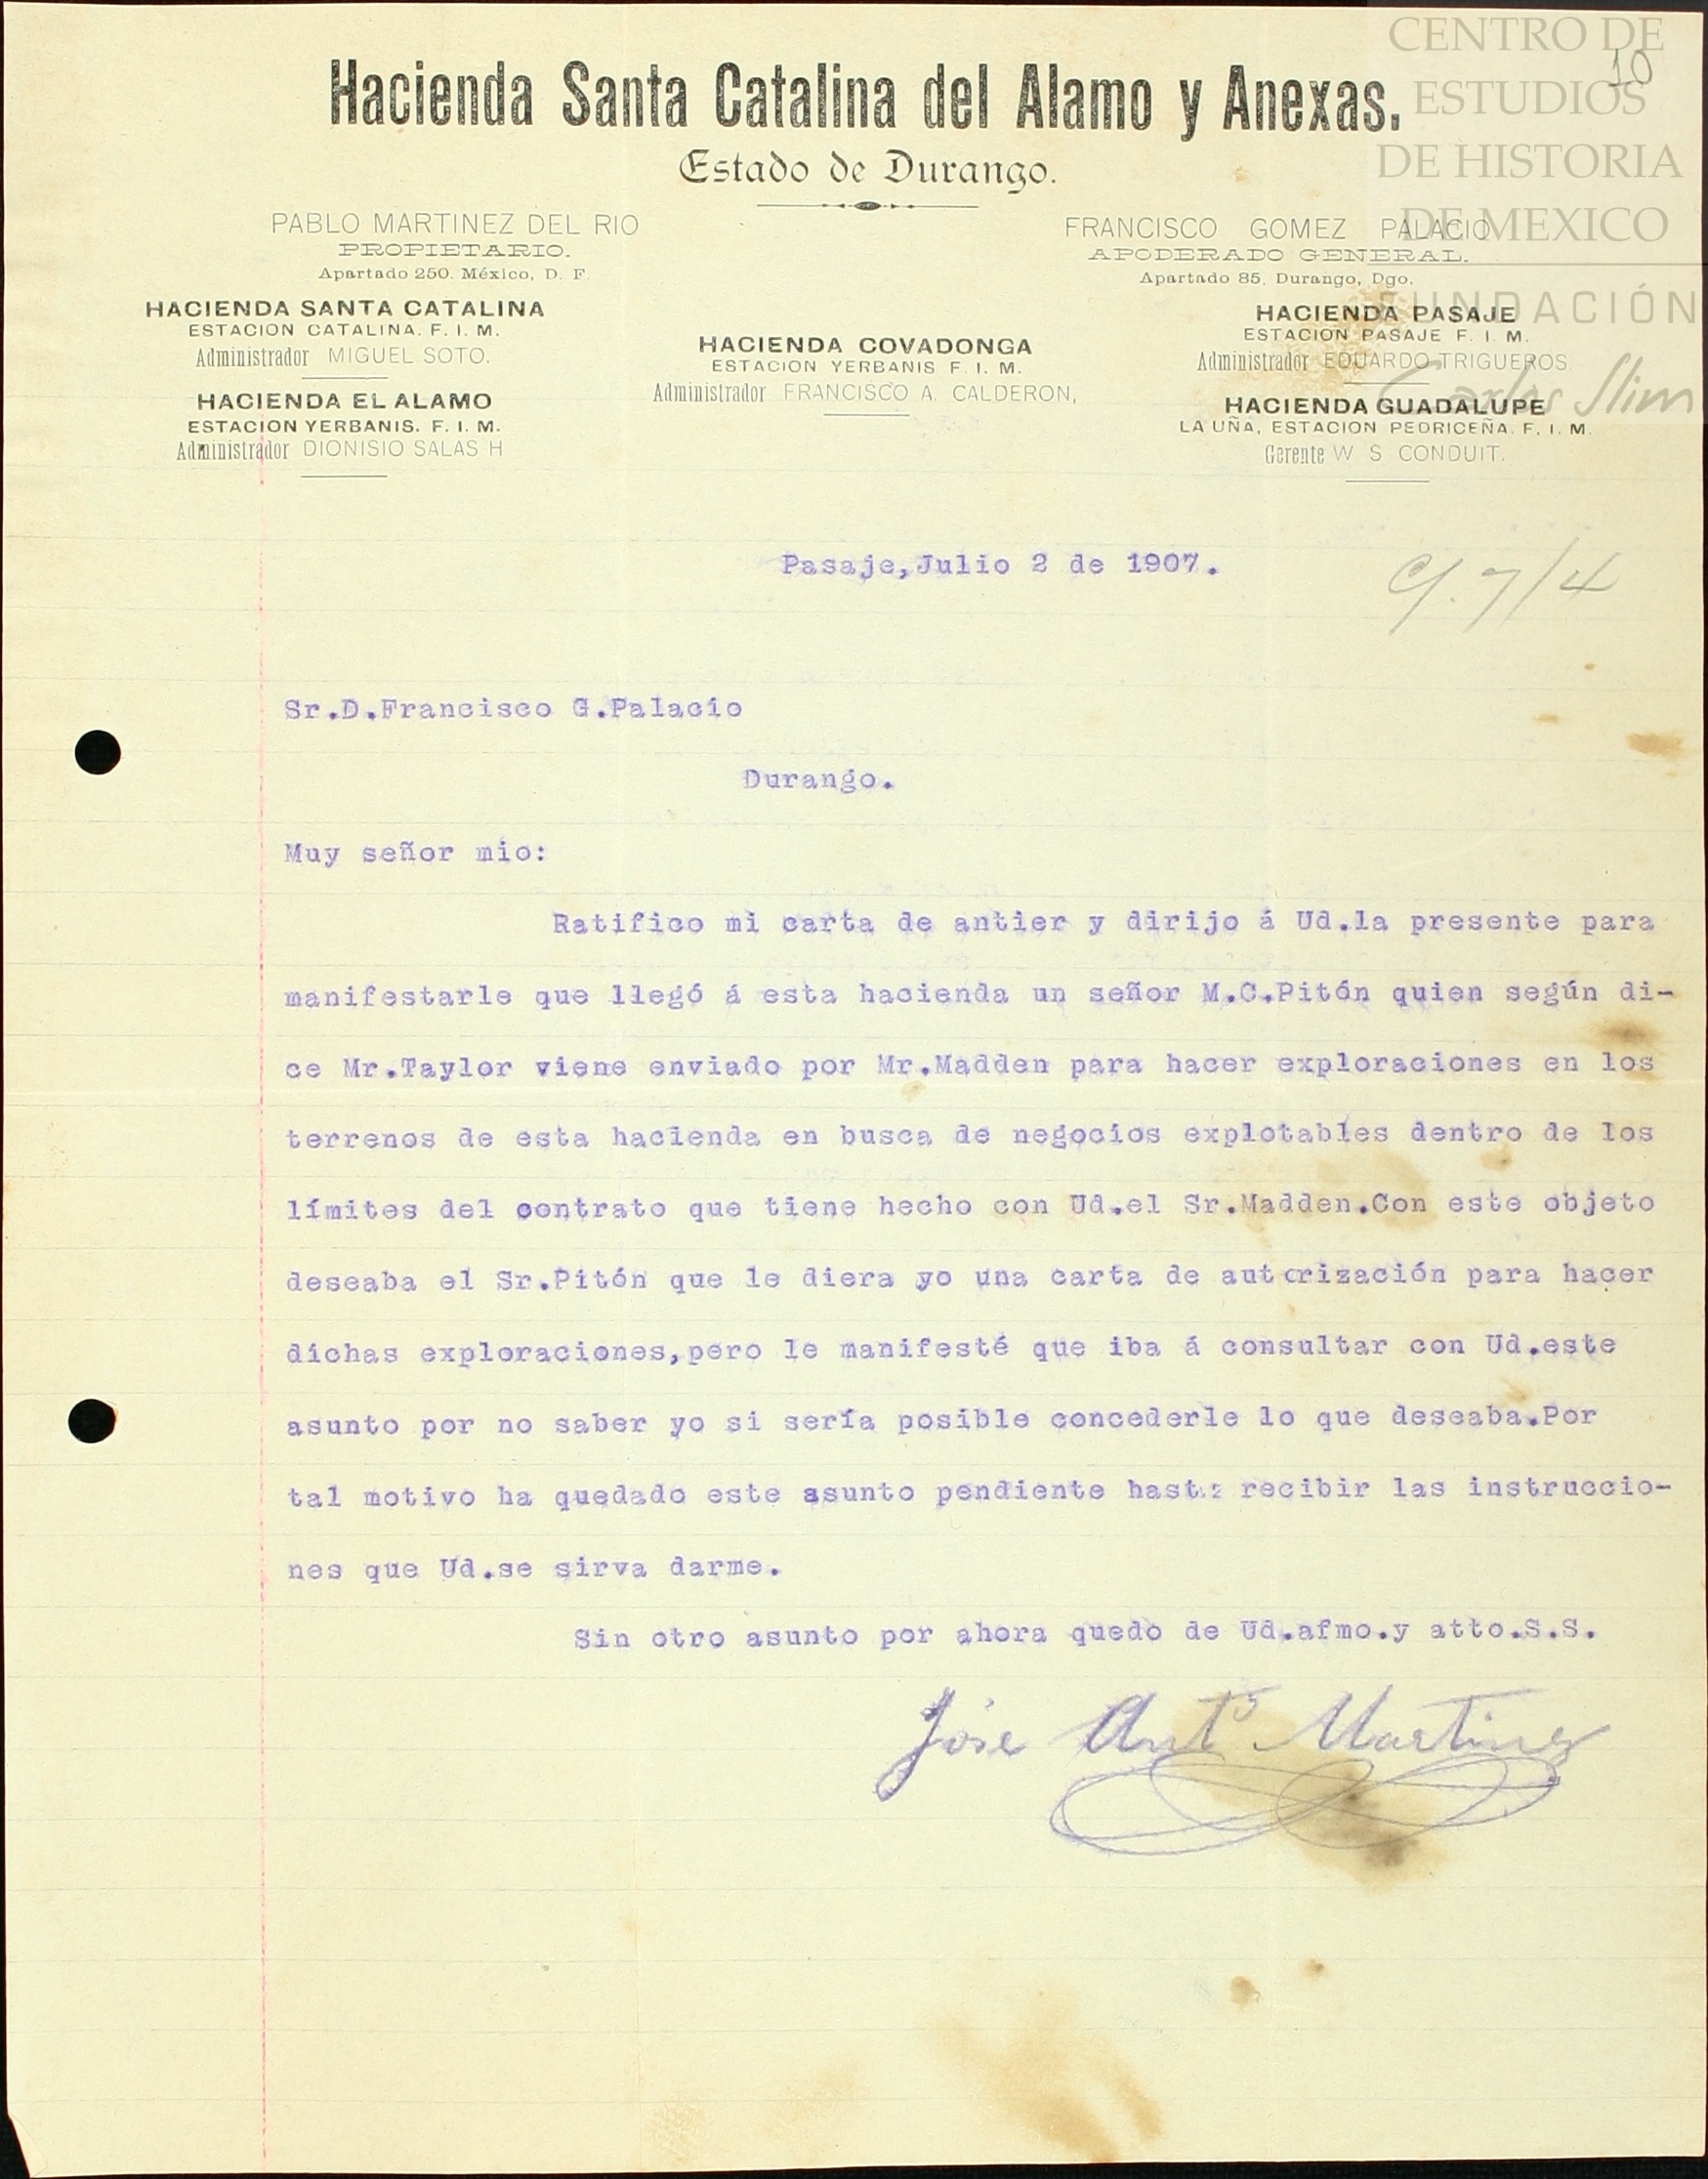 CENTRO DE
ESTUDIOS
DE HISTORIA
DE MEXICO
FUNDACIÓN
Carlos Slim
10
Hacienda Santa Catalina del Alamo y Anexas.
Estado de Durango.
PABLO MARTINEZ DEL RIO
PROPIETARIO.
Apartado 250. México, D. F.
HACIENDA SANTA CATALINA
ESTACION CATALINA. F. I. M.
Administrador MIGUEL SOTO.
HACIENDA EL ALAMO
ESTACION YERBANIS. F. I. M.
Administrador DIONISIO SALAS H
HACIENDA COVADONGA
ESTACION YERBANIS F. I. M.
Administrador FRANCISCO A. CALDERON,
FRANCISCO GOMEZ PALACIO
APODERADO GENERAL.
Apartado 85, Durango, Dgo.
HACIENDA PASAJE
ESTACION PASAJE F. I. M.
Administrador EDUARDO TRIGUEROS.
HACIENDA GUADALUPE
LA UÑA, ESTACION PEDRICEÑA. F. I. M.
Gerente W S CONDUIT.
Pasaje,Julio 2 de 1907.
7/4
Sr.D.Francisco G.Palacio
Durango.
Muy señor mio:
Ratifico mi carta de antier y dirijo á Ud.la presente para
manifestarle que llegó á esta hacienda un señor M.C.Pitón quien según di-
ce Mr.Taylor viene enviado por Mr.Madden para hacer exploraciones en los
terrenos de esta hacienda en busca de negocios explotables dentro de los
límites del contrato que tiene hecho con Ud.el Sr.Madden.Con este objeto
deseaba el Sr.Pitón que le diera yo una carta de autorización para hacer
dichas exploraciones,pero le manifesté que iba á consultar con Ud.este
asunto por no saber yo si sería posible concederle lo que deseaba.Por
tal motivo ha quedado este asunto pendiente hasta recibir las instruccio-
nes que Ud.se sirva darme.
Sin otro asunto por ahora quedo de Ud.afmo.y atto.S.S.
José Antº Martinez